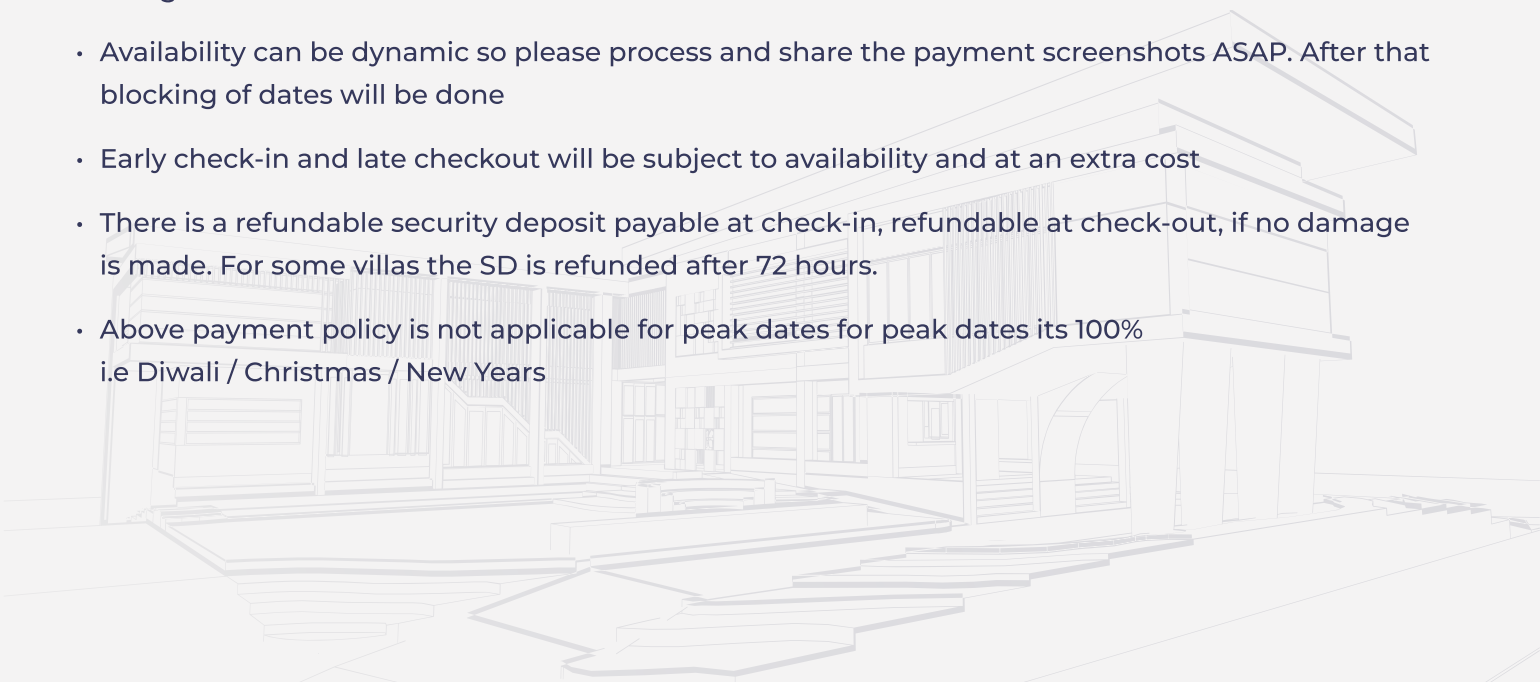 • Availability can be dynamic so please process and share the payment screenshots ASAP. After that
blocking of dates will be done
• Early check-in and late checkout will be subject to availability and at an extra cost
• There is a refundable security deposit payable at check-in, refundable at check-out, if no damage
is made. For some villas the SD is refunded after 72 hours.
• Above payment policy is not applicable for peak dates for peak dates its 100%
i.e Diwali / Christmas / New Years